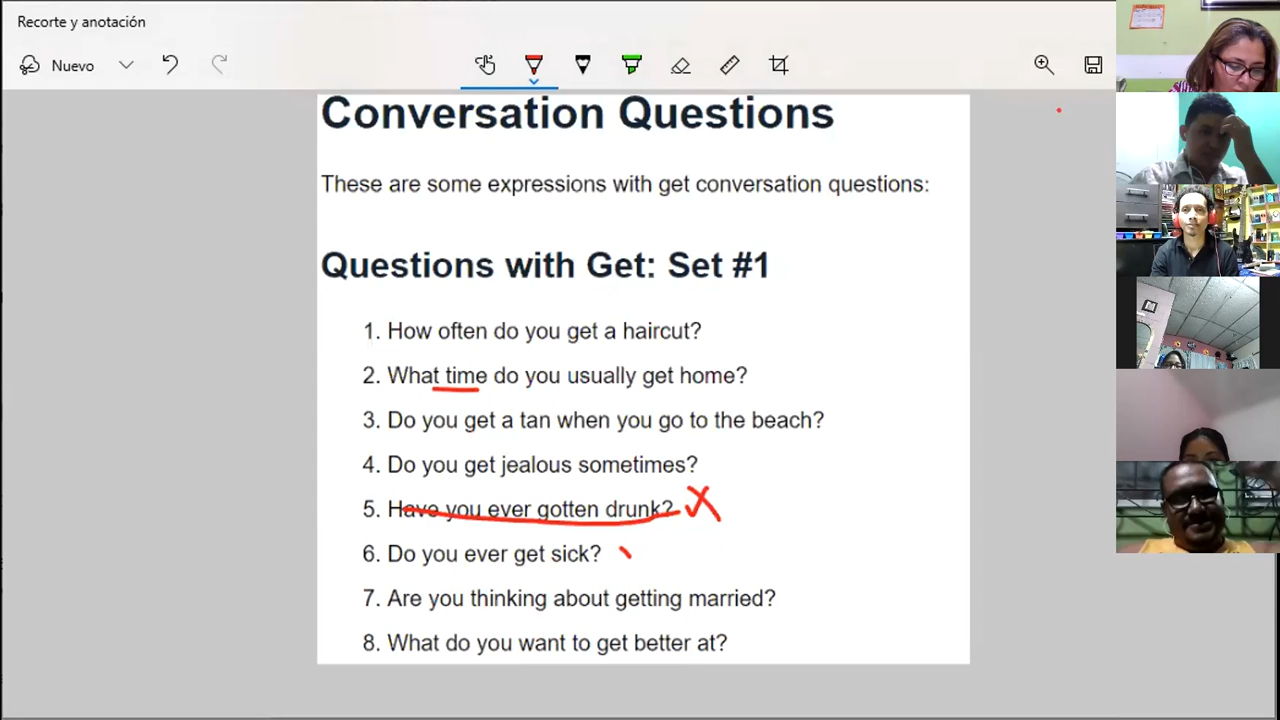 Recorte y anotación
Nuevo
Conversation Questions
These are some expressions with get conversation questions:
Questions with Get: Set #1
1. How often do you get a haircut?
2. What time do you usually get home?
3. Do you get a tan when you go to the beach?
4. Do you get jealous sometimes?
5. Have you ever gotten drunk? X
6. Do you ever get sick?
7. Are you thinking about getting married?
8. What do you want to get better at?